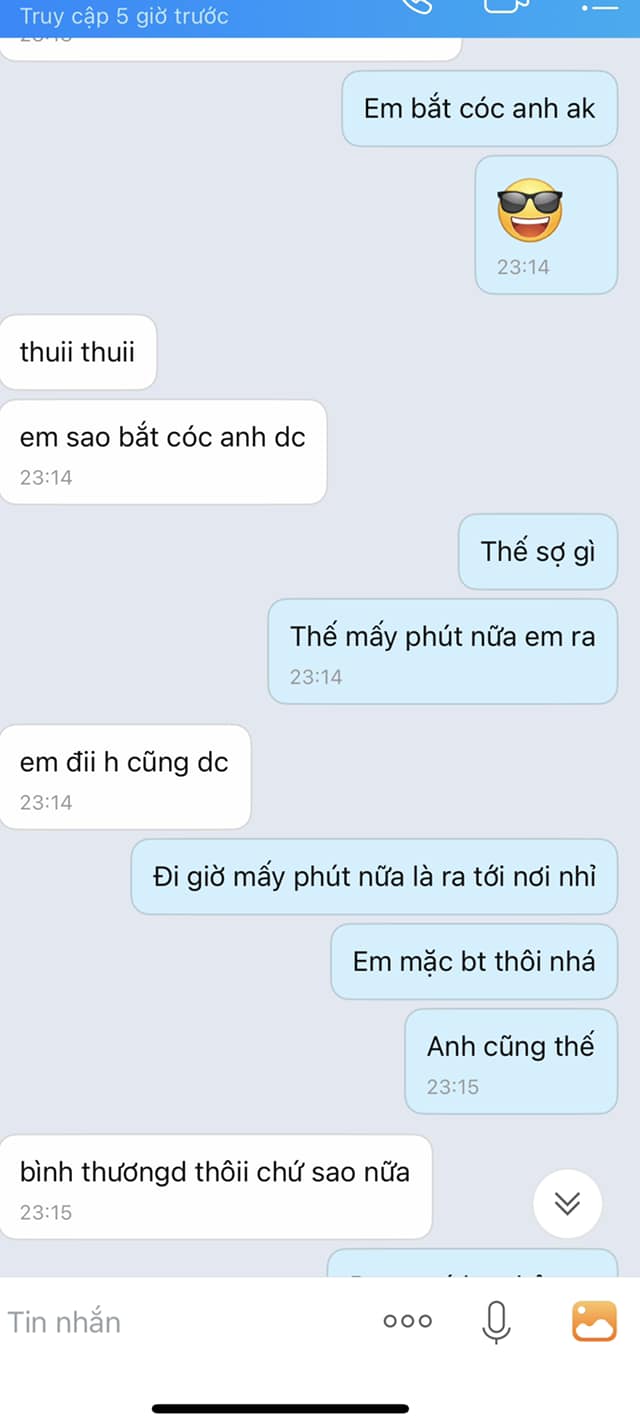 Truy cập 5 giờ trước
Em bắt cóc anh ak
23:14
thuii thuii
em sao bắt cóc anh dc
23:14
Thế sợ gì
Thế mấy phút nữa em ra
23:14
em đii h cũng dc
23:14
Đi giờ mấy phút nữa là ra tới nơi nhỉ
Em mặc bt thôi nhá
Anh cũng thế
23:15
bình thươngd thôii chứ sao nữa
23:15
Tin nhắn